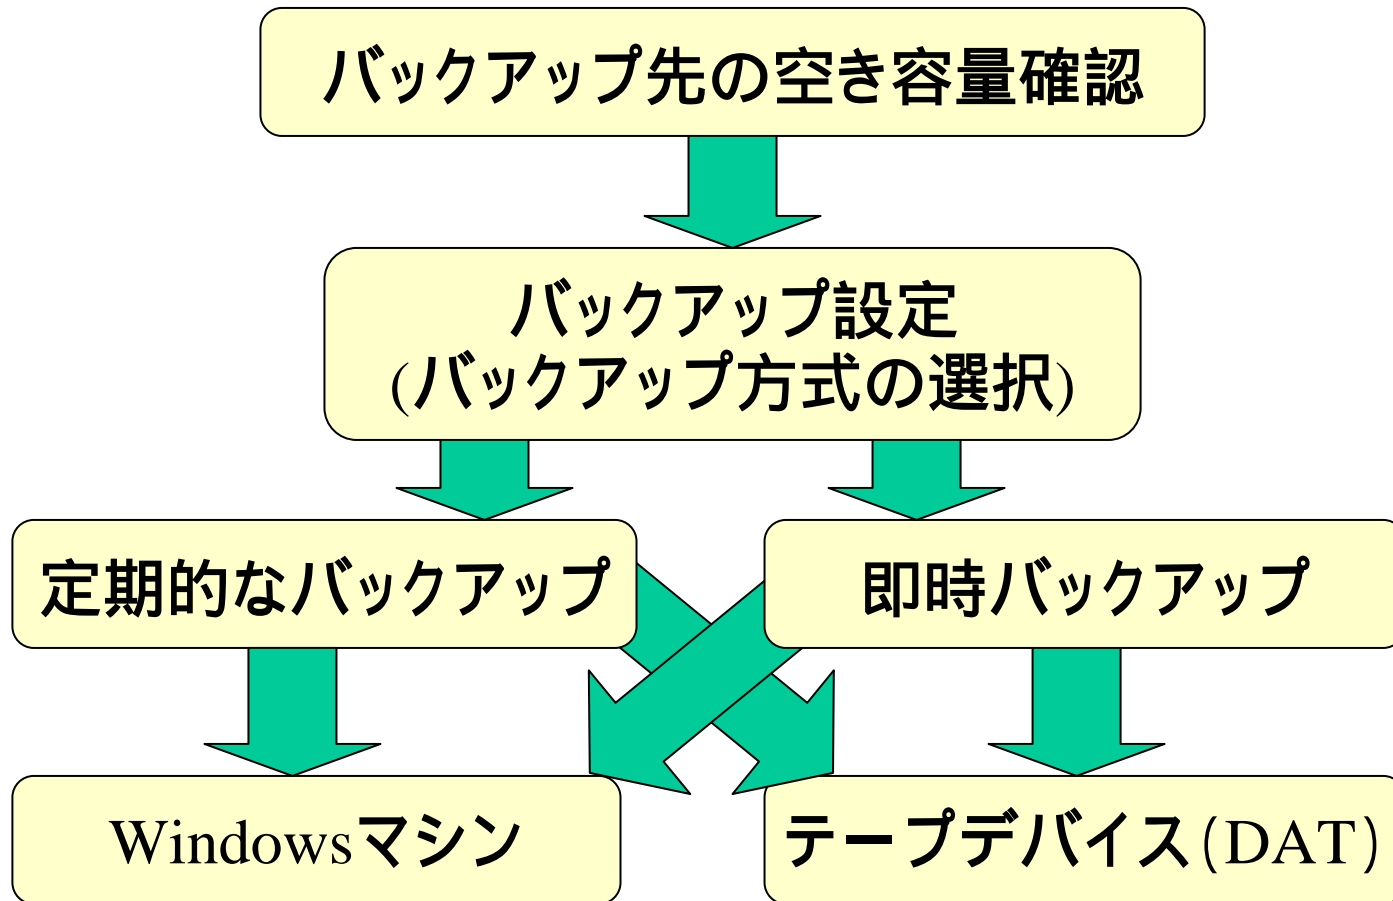 バックアップ先の空き容量確認
バックアップ設定
(バックアップ方式の選択)
定期的なバックアップ
即時バックアップ
Windowsマシン
テープデバイス(DAT)